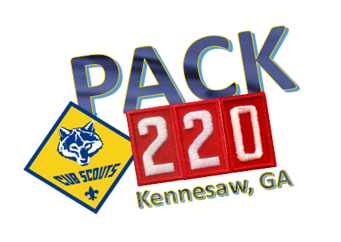 PACK
220
CUB SCOUTS
Kennesaw, GA